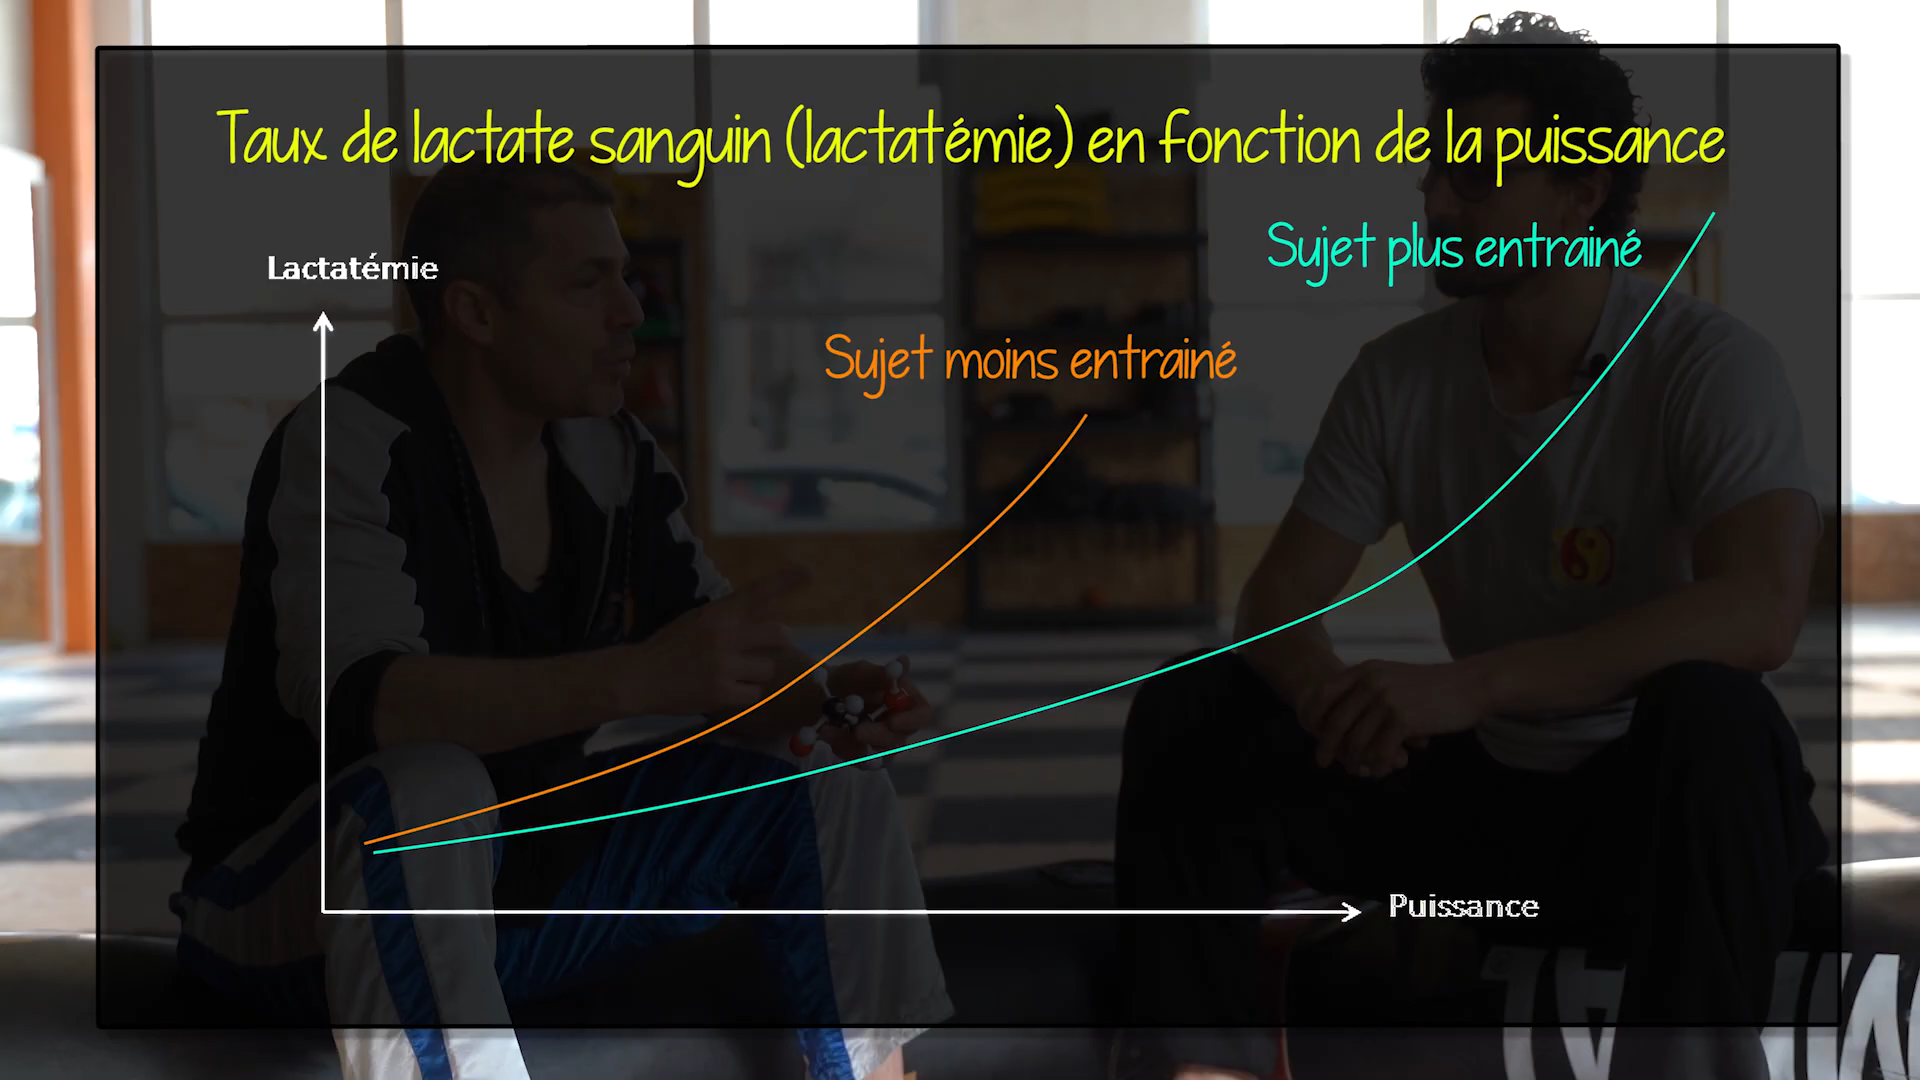 Taux de lactate sanguin (lactatémie) en fonction de la puissance
Sujet plus entrainé
Lactatémie
Sujet moins entrainé
Puissance